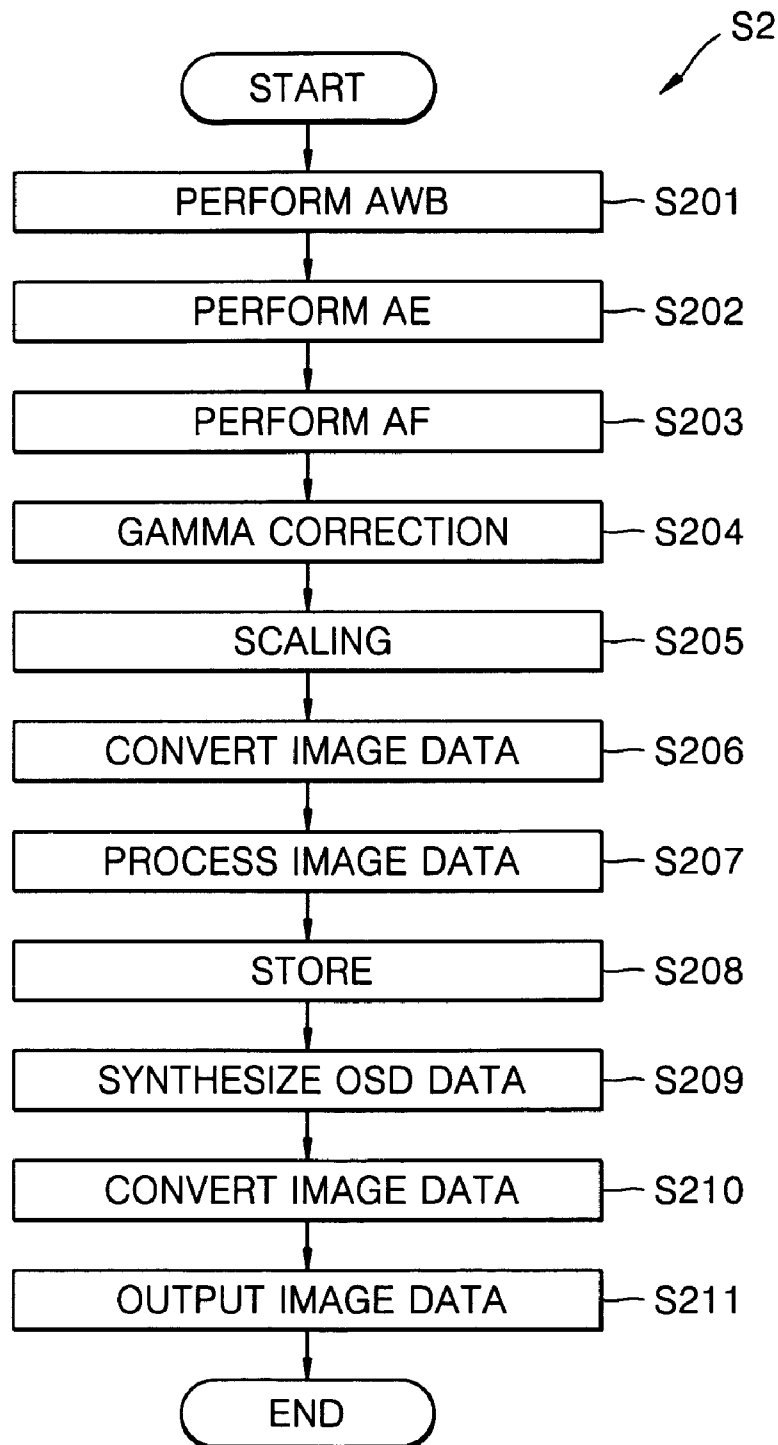 S2
START
PERFORM AWB S201
PERFORM AE S202
PERFORM AF S203
GAMMA CORRECTION S204
SCALING S205
CONVERT IMAGE DATA S206
PROCESS IMAGE DATA S207
STORE S208
SYNTHESIZE OSD DATA S209
CONVERT IMAGE DATA S210
OUTPUT IMAGE DATA S211
END